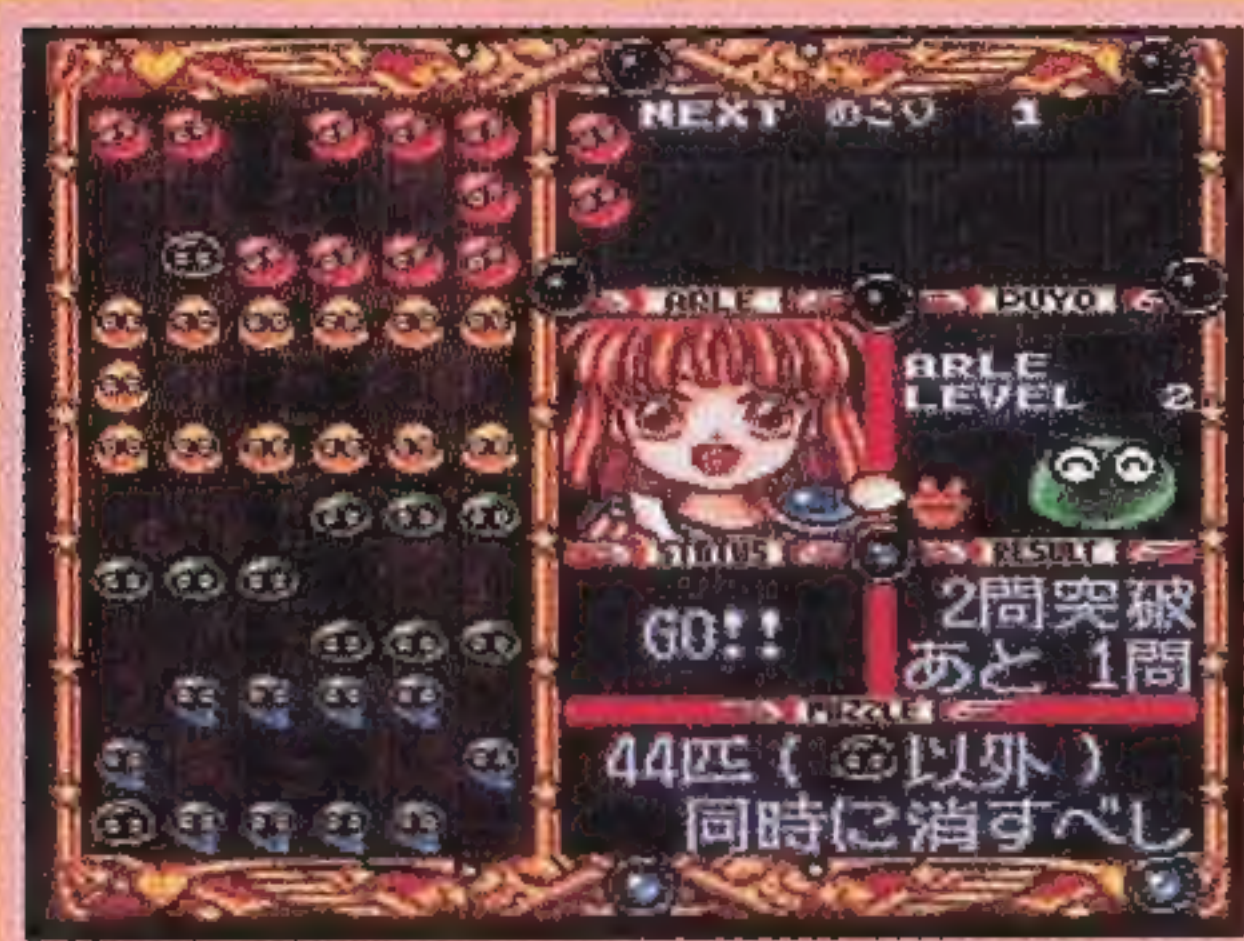 NEXT のこり 1
ARLE
PUYO
ARLE
LEVEL 2
RESULT
GO!!
2問突破
あと 1問
PUZZLE
44匹(以外)
同時に消すべし